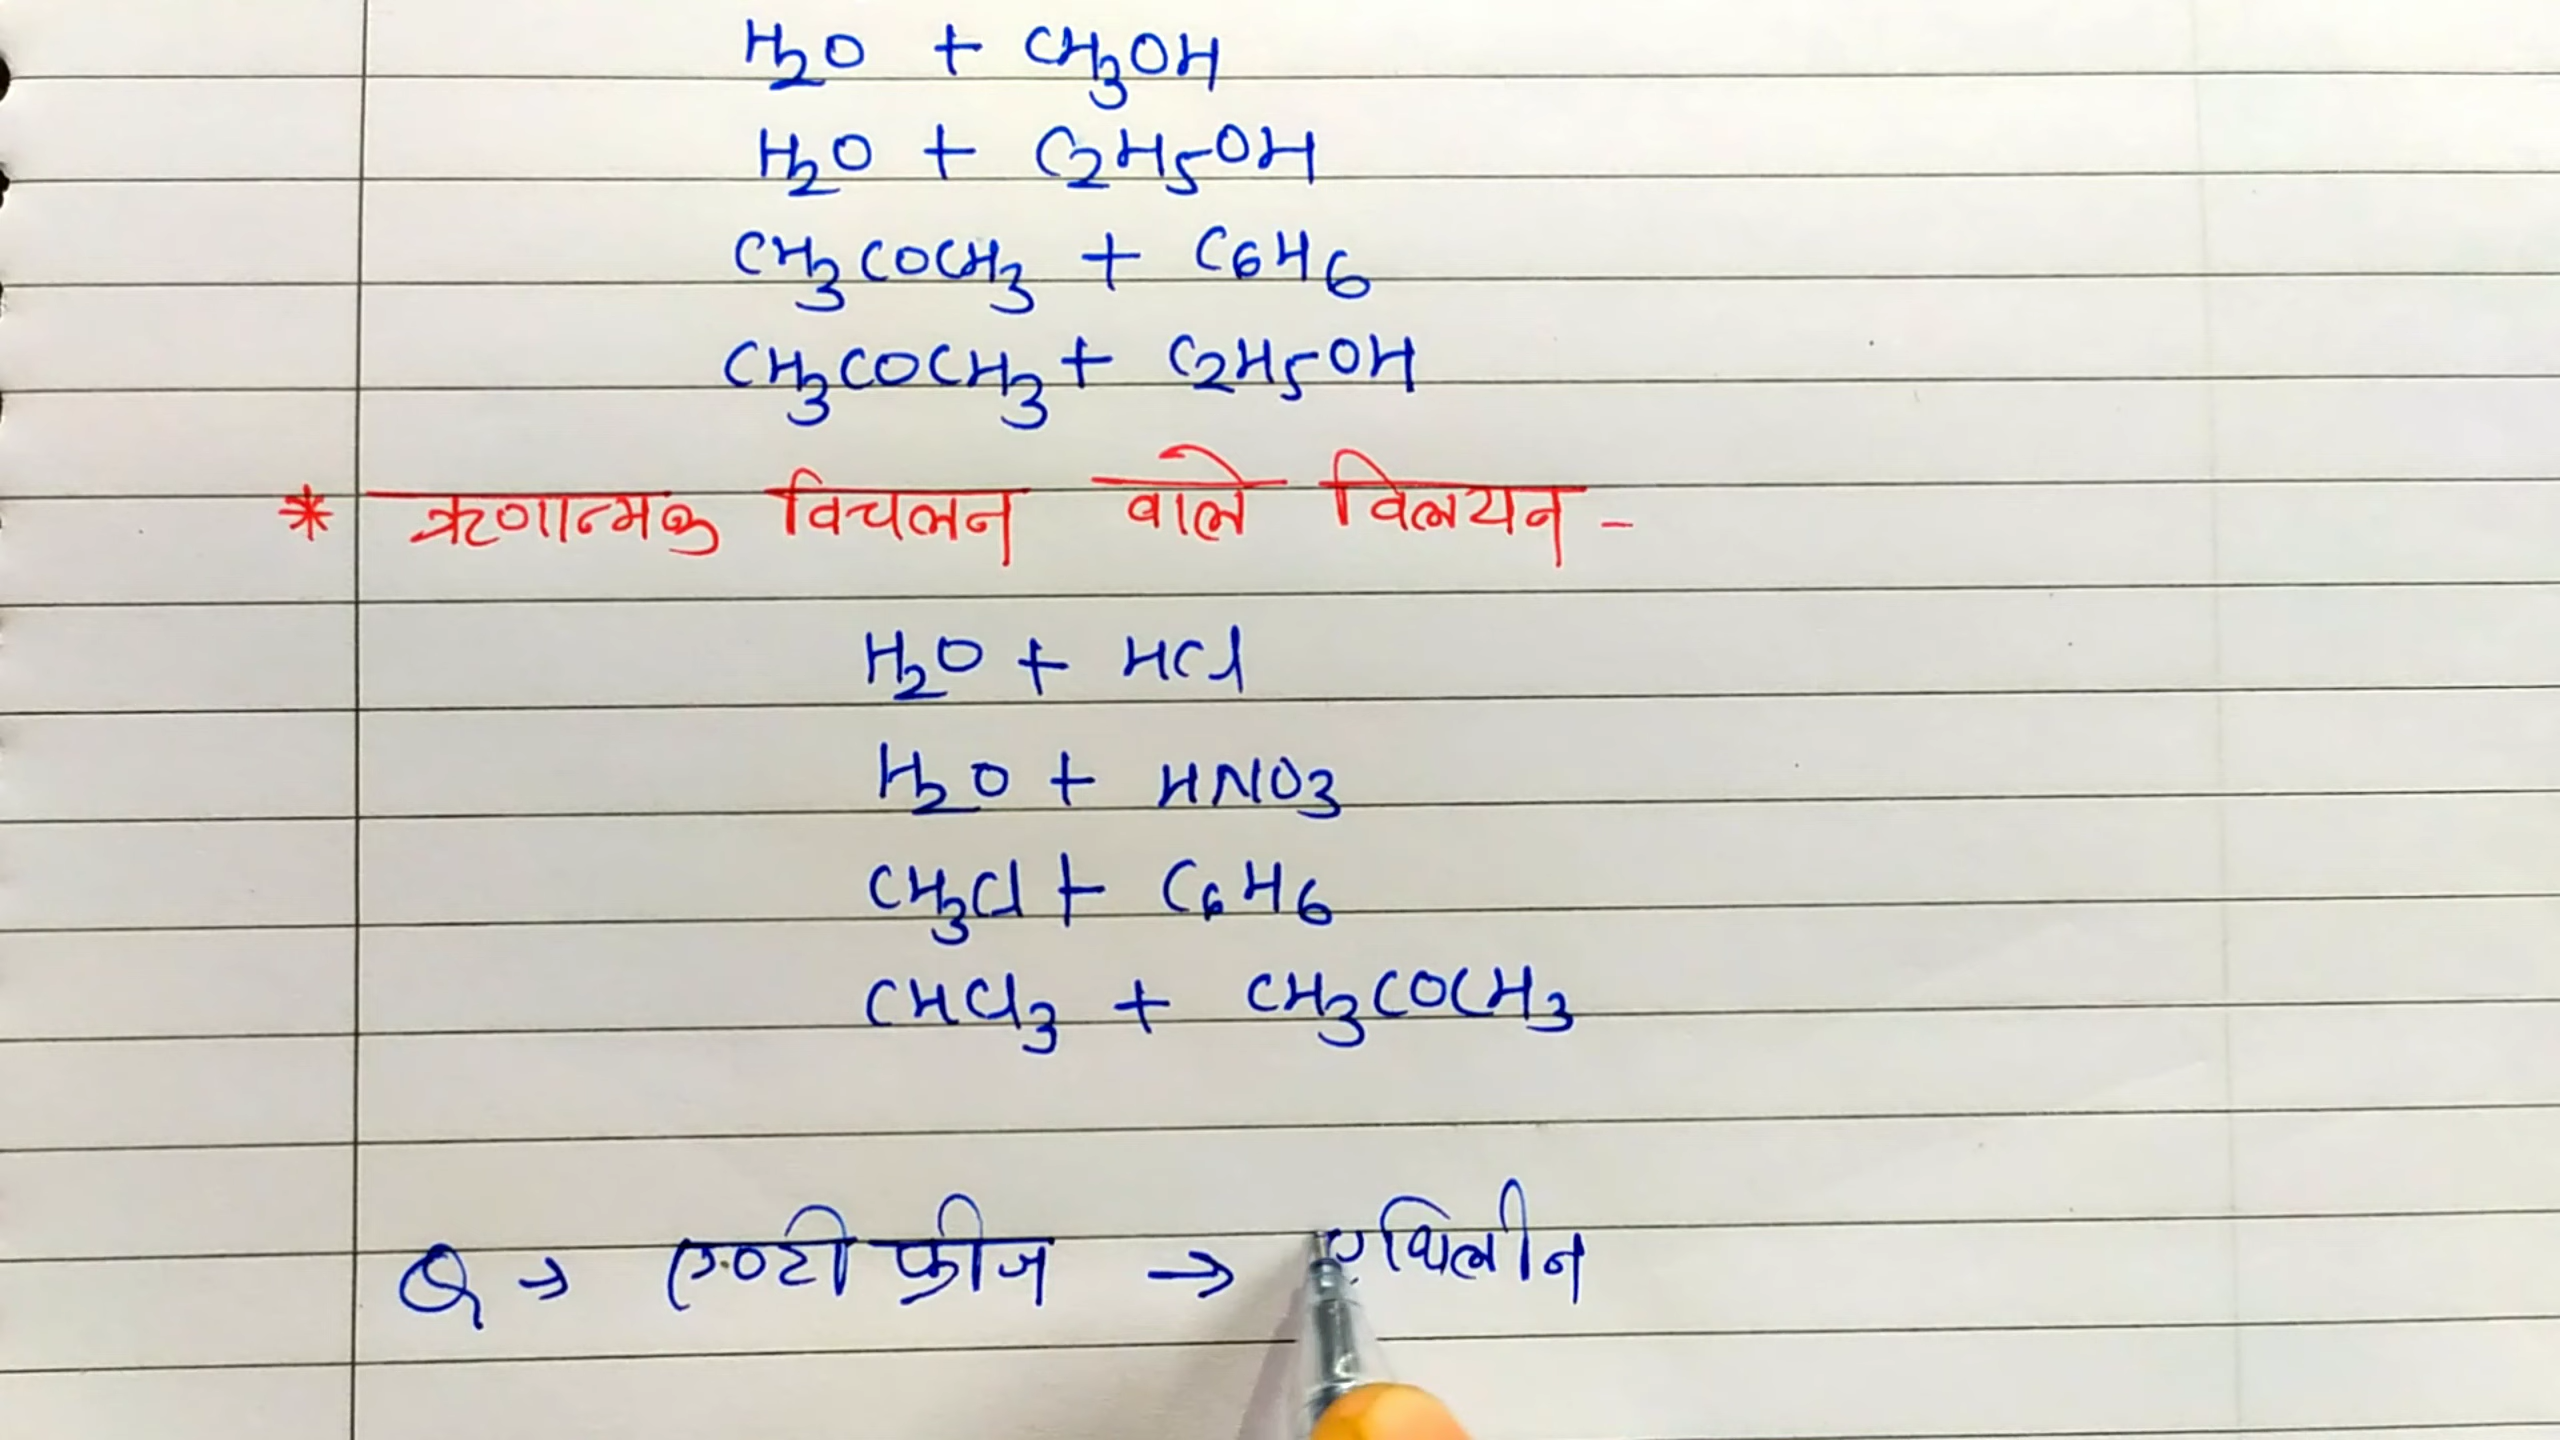 H₂O + CH₃OH
H₂O + C₂H₅OH
CH₃COCH₃ + C₆H₆
CH₃COCH₃ + C₂H₅OH
* ऋणात्मक विचलन वाले विलयन -
H₂O + HCl
H₂O + HNO₃
CH₃Cl + C₆H₆
CHCl₃ + CH₃COCH₃
Q → एण्टीफ्रीज → एथिलीन